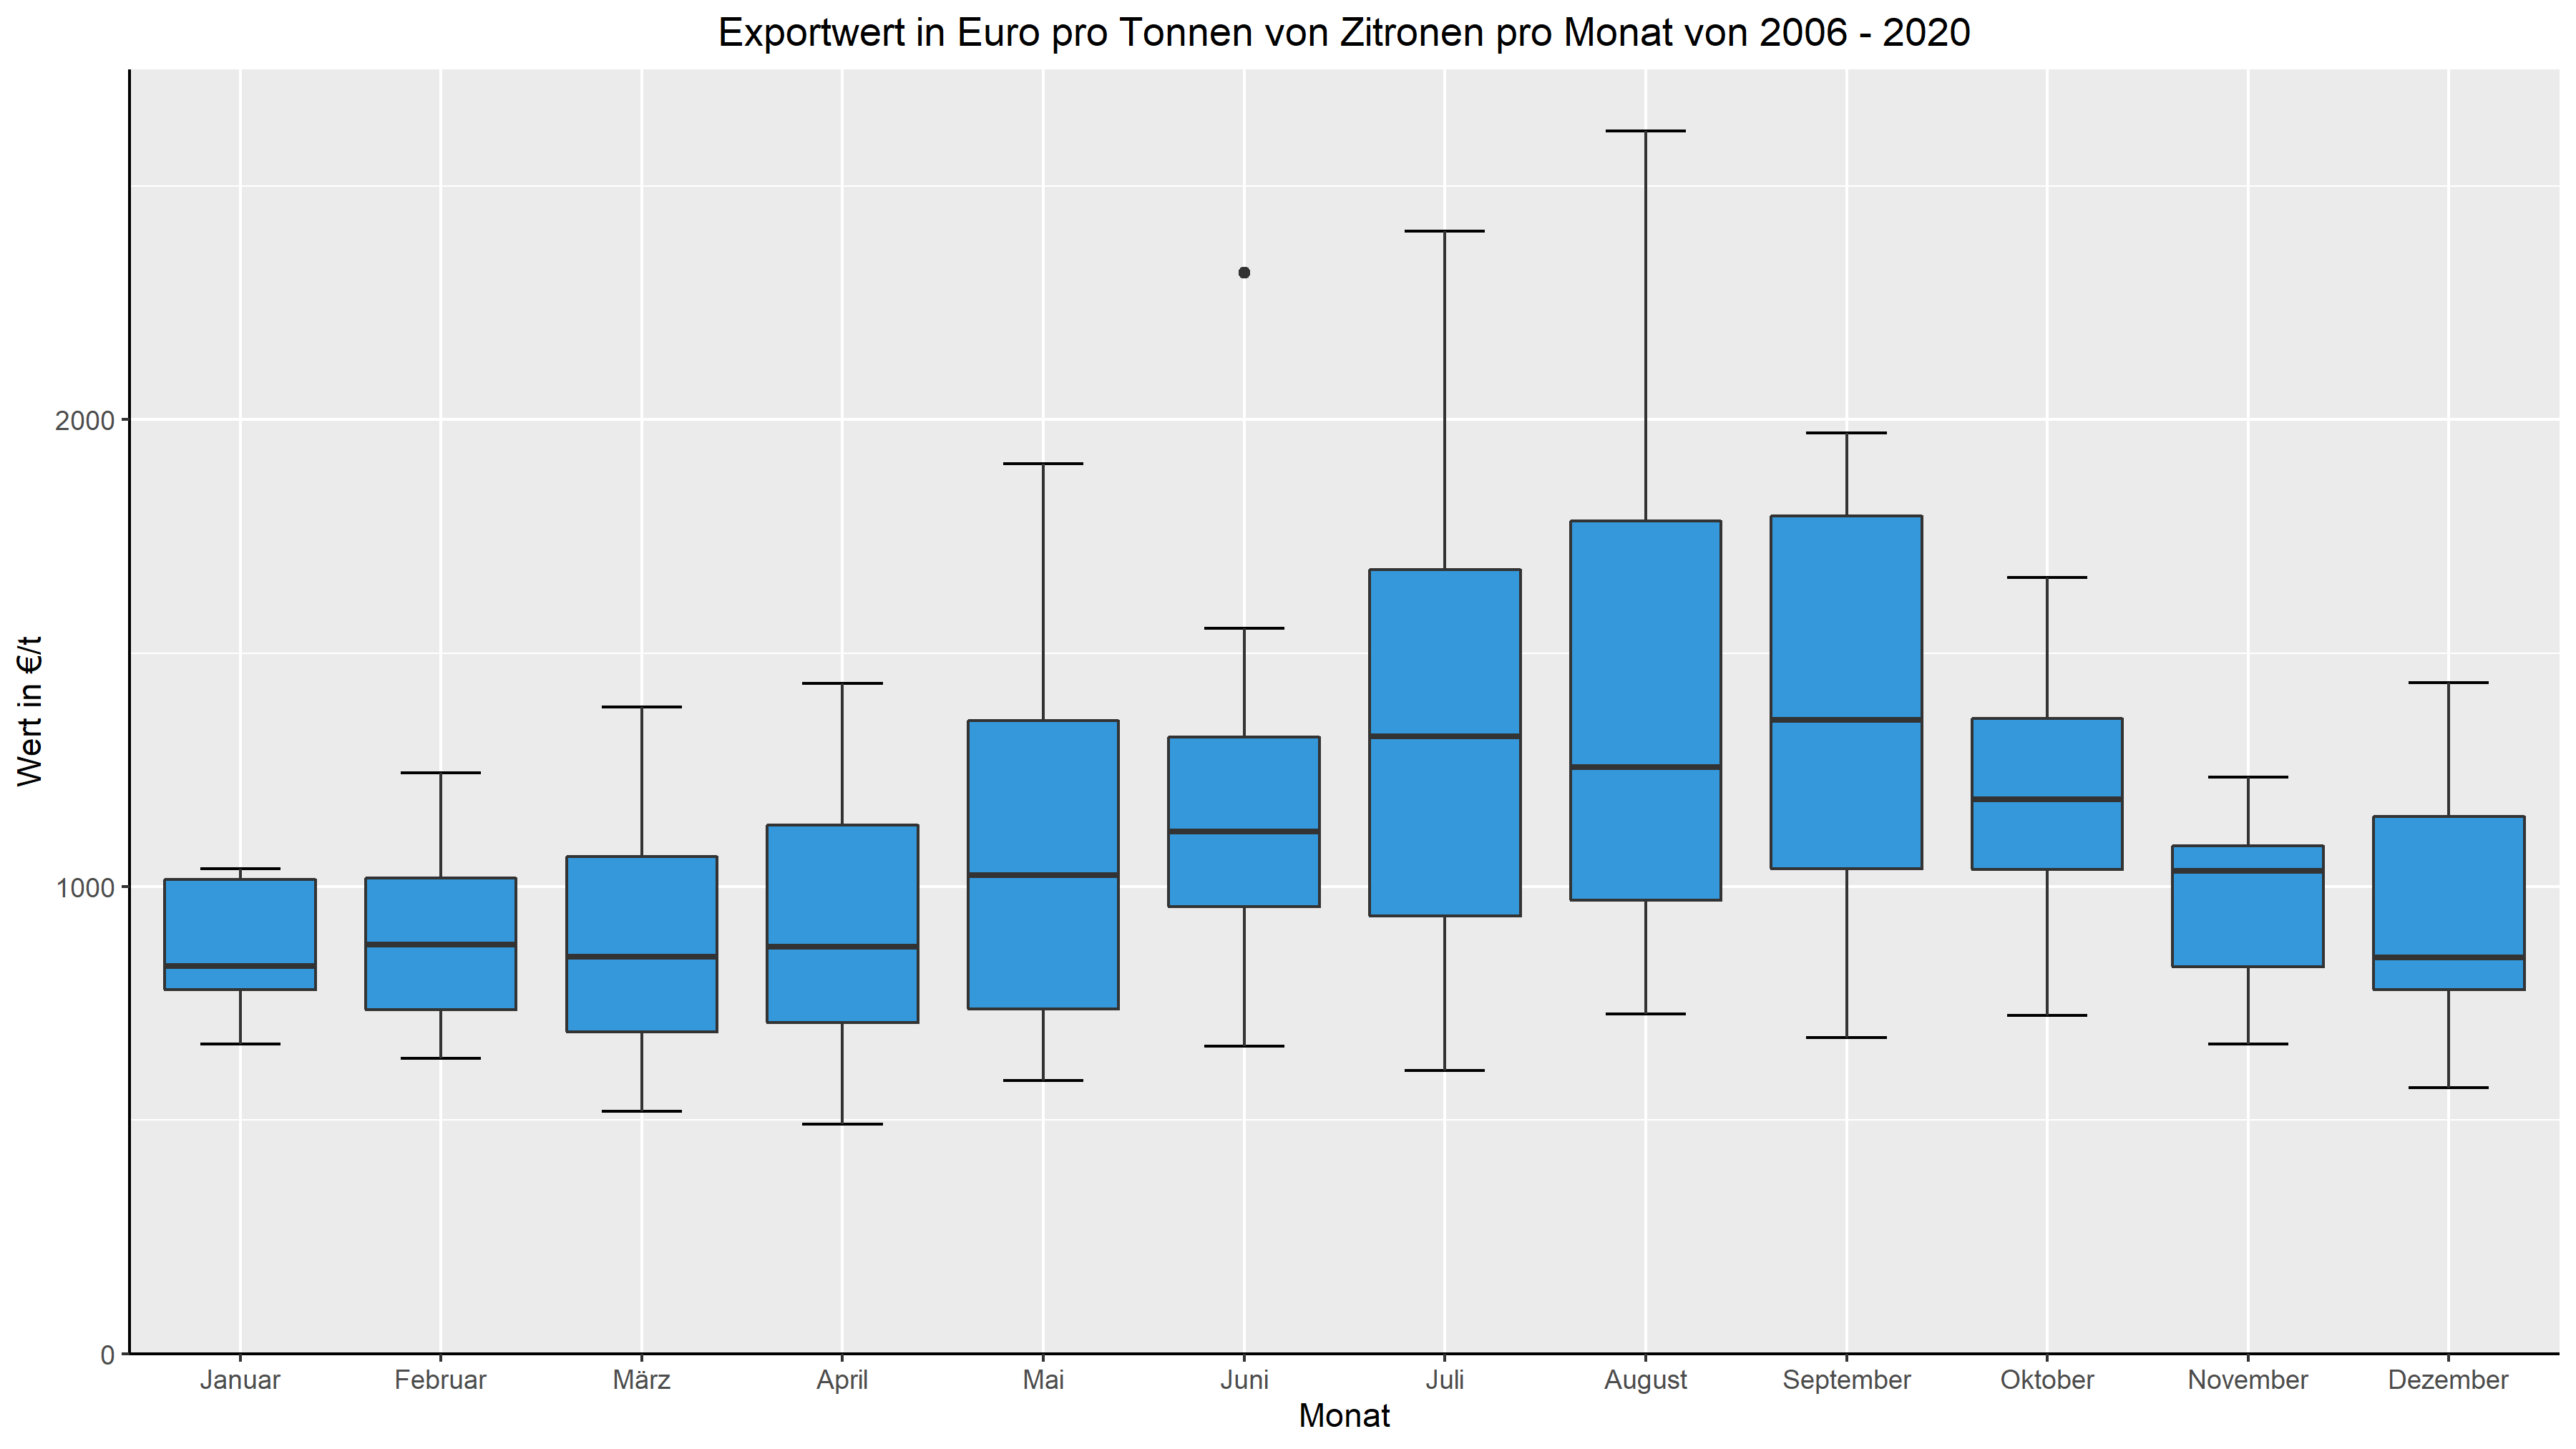 Exportwert in Euro pro Tonnen von Zitronen pro Monat von 2006 - 2020
Wert in €/t
2000
1000
0
Januar Februar März April Mai Juni Juli August September Oktober November Dezember
Monat